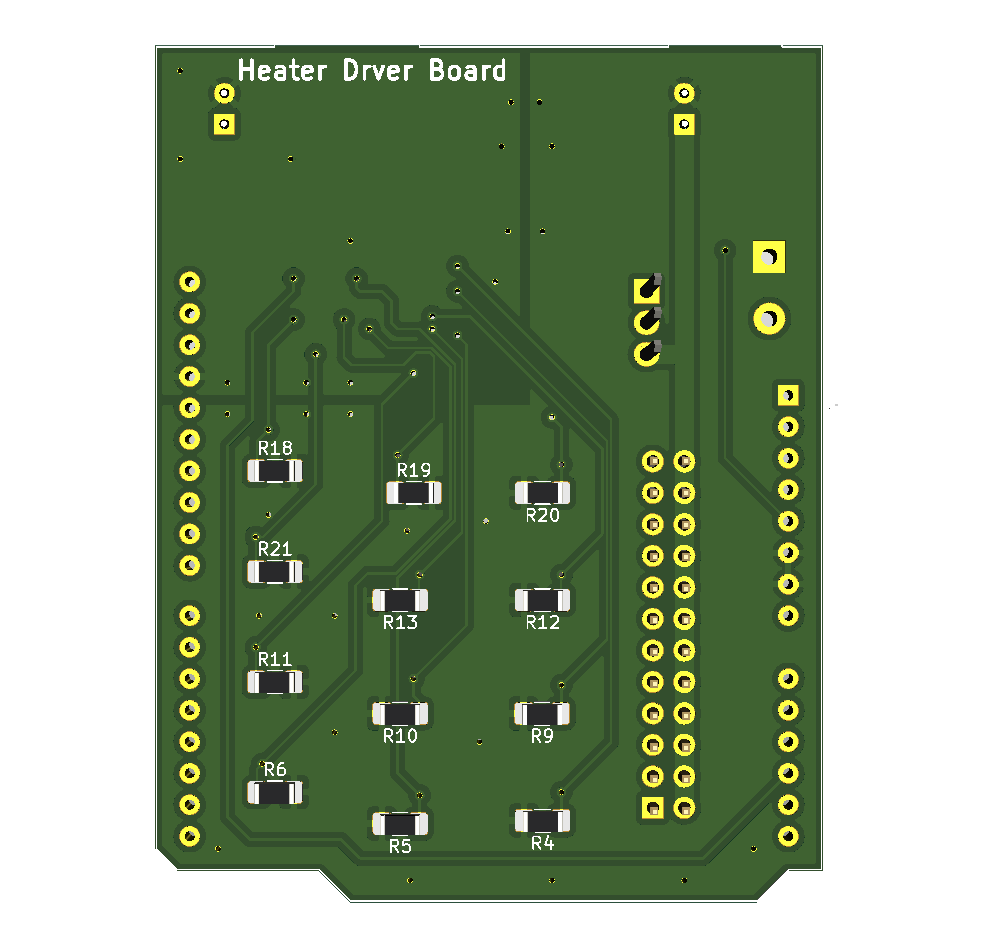 Heater Drver Board
R18
R19
R20
R21
R13
R12
R11
R10
R9
R6
R5
R4